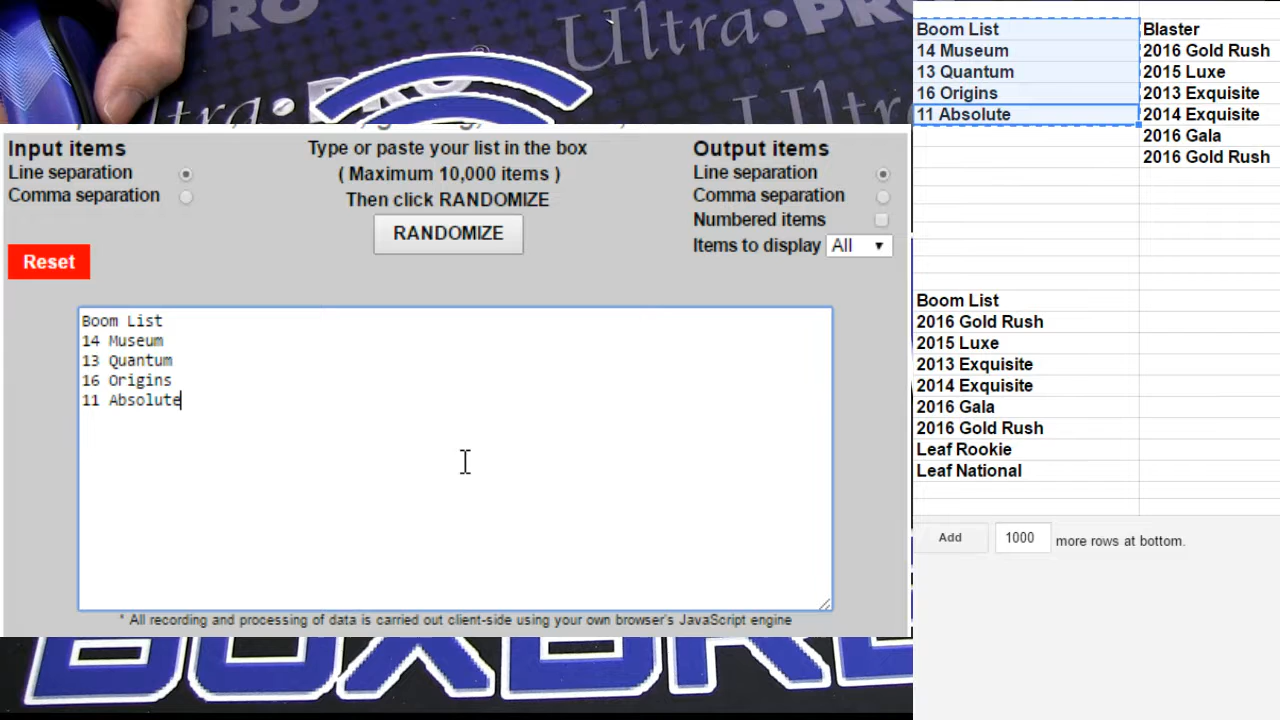 Ultra•PRO
Ultra•PRO
Input items
Line separation
Comma separation
Reset
Type or paste your list in the box
( Maximum 10,000 items )
Then click RANDOMIZE
RANDOMIZE
Output items
Line separation
Comma separation
Numbered items
Items to display All
Boom List
14 Museum
13 Quantum
16 Origins
11 Absolute
* All recording and processing of data is carried out client-side using your own browser's JavaScript engine
Boom List Blaster
14 Museum 2016 Gold Rush
13 Quantum 2015 Luxe
16 Origins 2013 Exquisite
11 Absolute 2014 Exquisite
2016 Gala
2016 Gold Rush
Boom List
2016 Gold Rush
2015 Luxe
2013 Exquisite
2014 Exquisite
2016 Gala
2016 Gold Rush
Leaf Rookie
Leaf National
Add 1000 more rows at bottom.